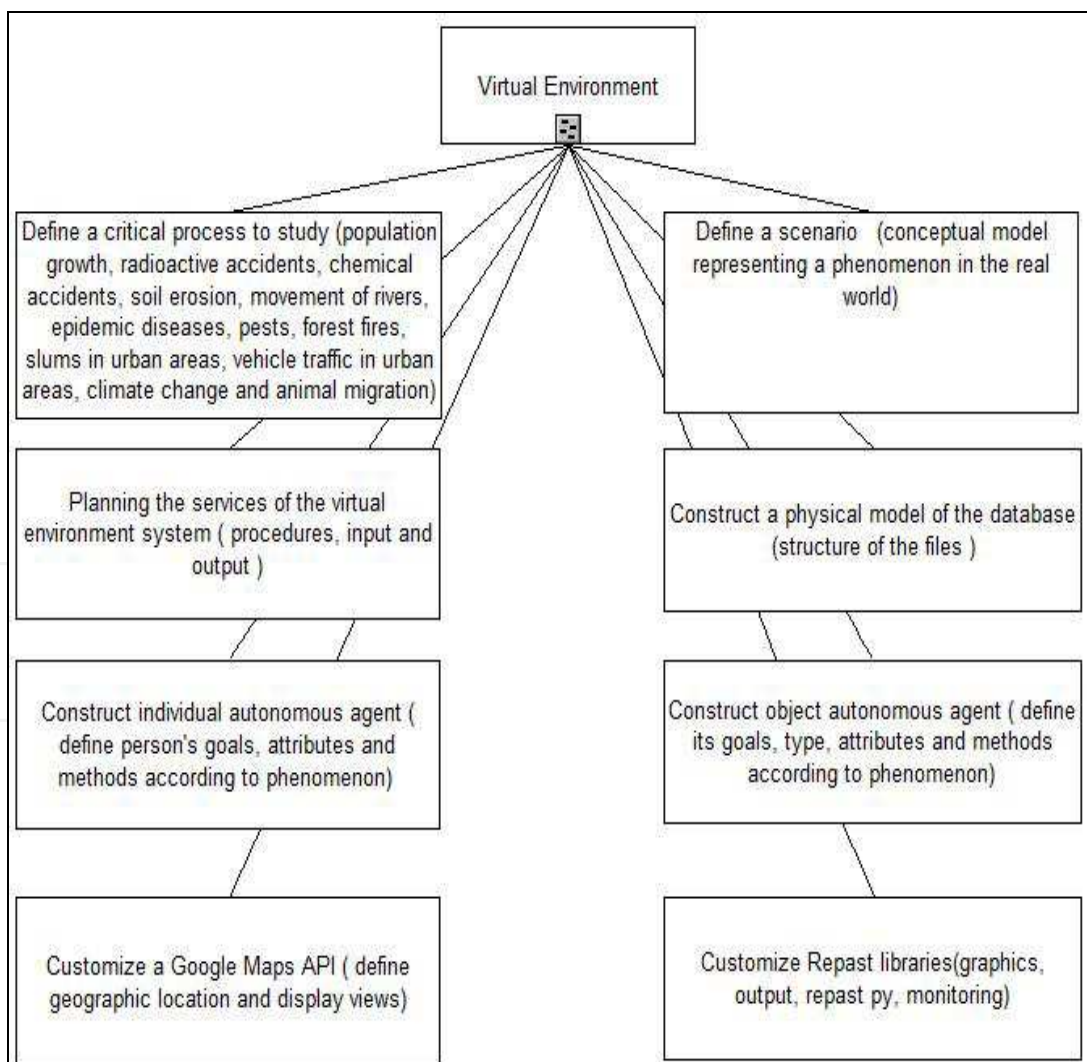 Virtual Environment
Define a critical process to study (population
growth, radioactive accidents, chemical
accidents, soil erosion, movement of rivers,
epidemic diseases, pests, forest fires,
slums in urban areas, vehicle traffic in urban
areas, climate change and animal migration)
Define a scenario (conceptual model
representing a phenomenon in the real
world)
Planning the services of the virtual
environment system ( procedures, input and
output )
Construct a physical model of the database
(structure of the files )
Construct individual autonomous agent (
define person's goals, attributes and
methods according to phenomenon)
Construct object autonomous agent ( define
its goals, type, attributes and methods
according to phenomenon)
Customize a Google Maps API ( define
geographic location and display views)
Customize Repast libraries(graphics,
output, repast py, monitoring)